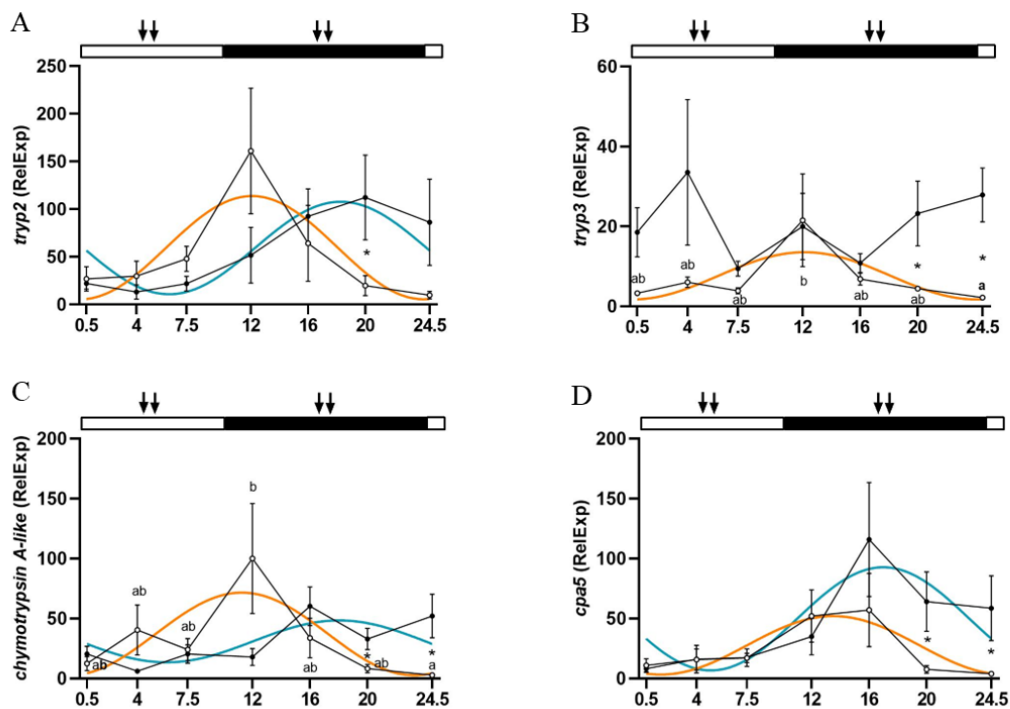 A
tryp2 (RelExp)
250
200
150
100
50
0
*
0.5 4 7.5 12 16 20 24.5
B
tryp3 (RelExp)
60
40
20
0
ab ab ab b ab ab a
* *
0.5 4 7.5 12 16 20 24.5
C
chymotrypsin A-like (RelExp)
200
150
100
50
0
ab ab ab b ab ab a
* *
0.5 4 7.5 12 16 20 24.5
D
cpa5 (RelExp)
200
150
100
50
0
* *
0.5 4 7.5 12 16 20 24.5